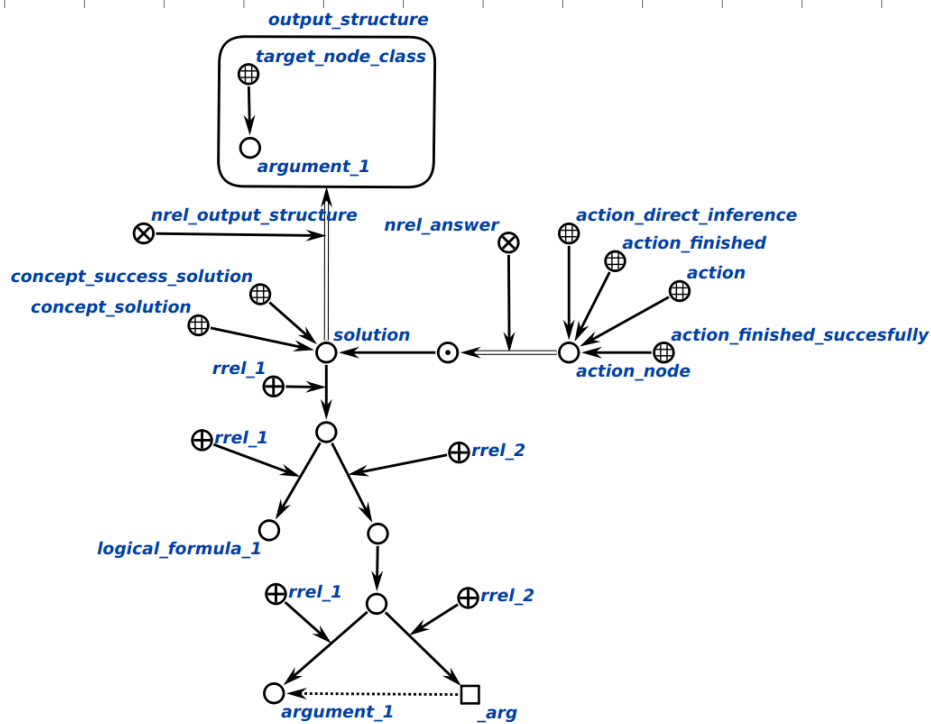 output_structure
target_node_class
argument_1
nrel_output_structure
nrel_answer
action_direct_inference
action_finished
action
concept_success_solution
concept_solution
solution
action_finished_succesfully
action_node
rrel_1
rrel_1
rrel_2
logical_formula_1
rrel_1
rrel_2
argument_1
_arg